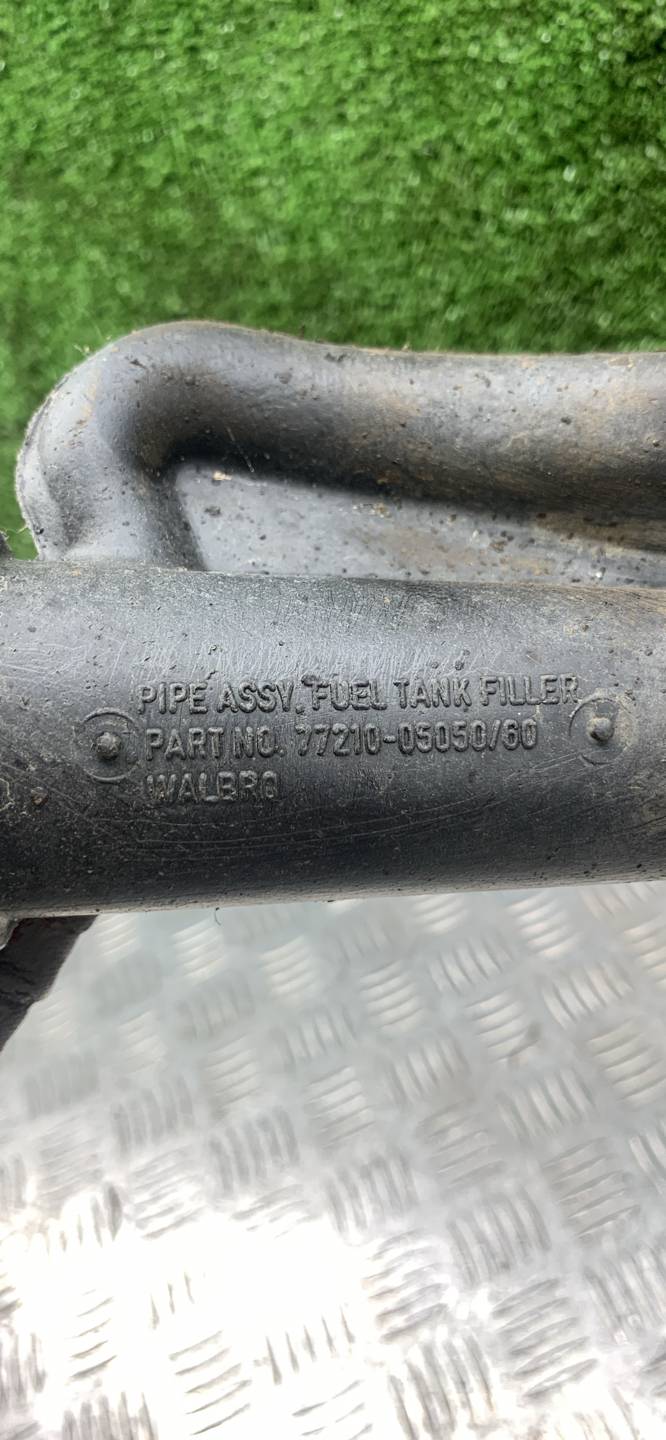 PIPE ASSY, FUEL TANK FILLER
PART NO. 77210-05050/60
WALBRO